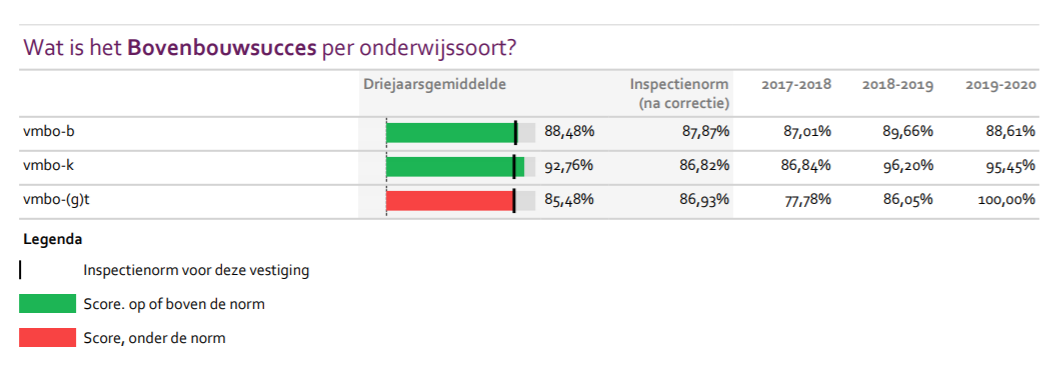 Wat is het Bovenbouwsucces per onderwijssoort?
Driejaarsgemiddelde Inspectienorm 2017-2018 2018-2019 2019-2020
(na correctie)
vmbo-b 88,48% 87,87% 87,01% 89,66% 88,61%
vmbo-k 92,76% 86,82% 86,84% 96,20% 95,45%
vmbo-(g)t 85,48% 86,93% 77,78% 86,05% 100,00%
Legenda
Inspectienorm voor deze vestiging
Score. op of boven de norm
Score, onder de norm